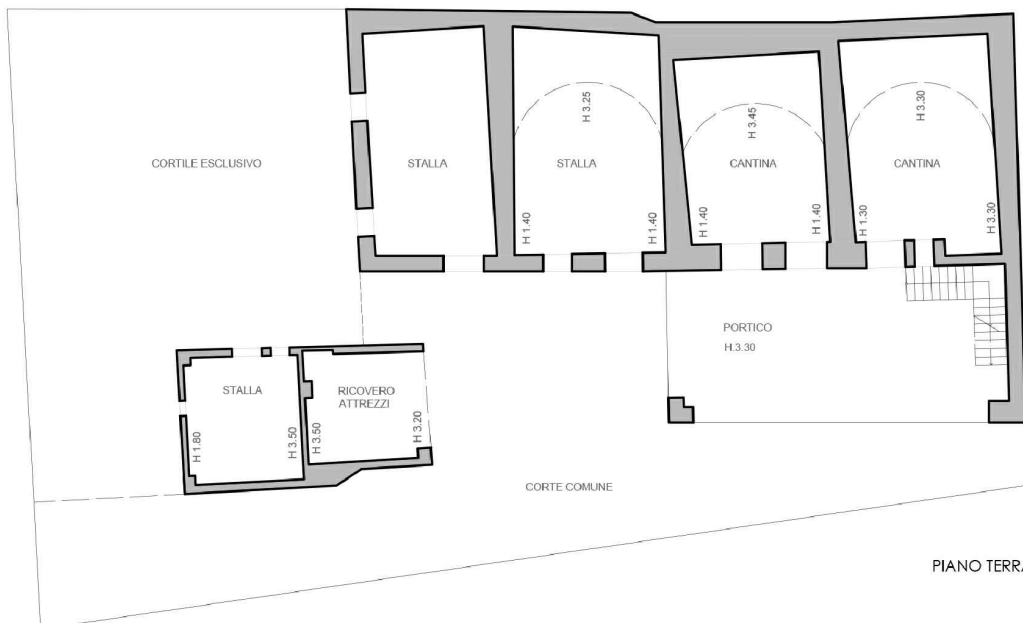 H 3.25
H 3.45
H 3.30
CORTILE ESCLUSIVO
STALLA
STALLA
CANTINA
CANTINA
H 1.40
H 1.40
H 1.40
H 1.40
H 1.30
H 3.30
PORTICO
H.3.30
STALLA
RICOVERO
ATTREZZI
H 1.80
H 3.50
H 3.50
H 3.20
CORTE COMUNE
PIANO TERRA